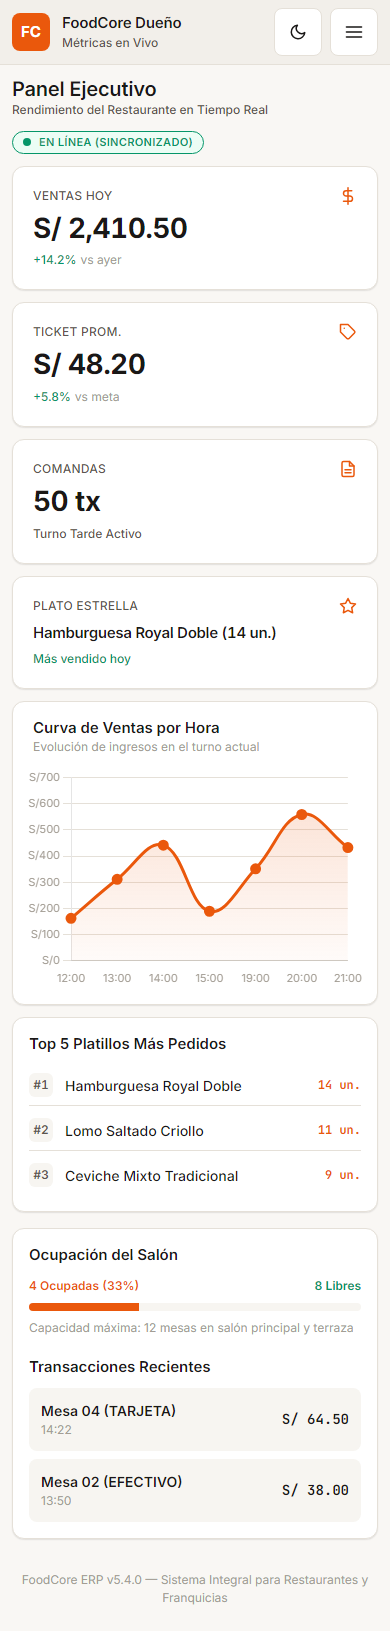 FC
FoodCore Dueño
Métricas en Vivo
Panel Ejecutivo
Rendimiento del Restaurante en Tiempo Real
EN LÍNEA (SINCRONIZADO)
VENTAS HOY
S/ 2,410.50
+14.2% vs ayer
TICKET PROM.
S/ 48.20
+5.8% vs meta
COMANDAS
50 tx
Turno Tarde Activo
PLATO ESTRELLA
Hamburguesa Royal Doble (14 un.)
Más vendido hoy
Curva de Ventas por Hora
Evolución de ingresos en el turno actual
S/700
S/600
S/500
S/400
S/300
S/200
S/100
S/0
12:00 13:00 14:00 15:00 19:00 20:00 21:00
Top 5 Platillos Más Pedidos
#1 Hamburguesa Royal Doble 14 un.
#2 Lomo Saltado Criollo 11 un.
#3 Ceviche Mixto Tradicional 9 un.
Ocupación del Salón
4 Ocupadas (33%) 8 Libres
Capacidad máxima: 12 mesas en salón principal y terraza
Transacciones Recientes
Mesa 04 (TARJETA)
14:22
S/ 64.50
Mesa 02 (EFECTIVO)
13:50
S/ 38.00
FoodCore ERP v5.4.0 — Sistema Integral para Restaurantes y
Franquicias